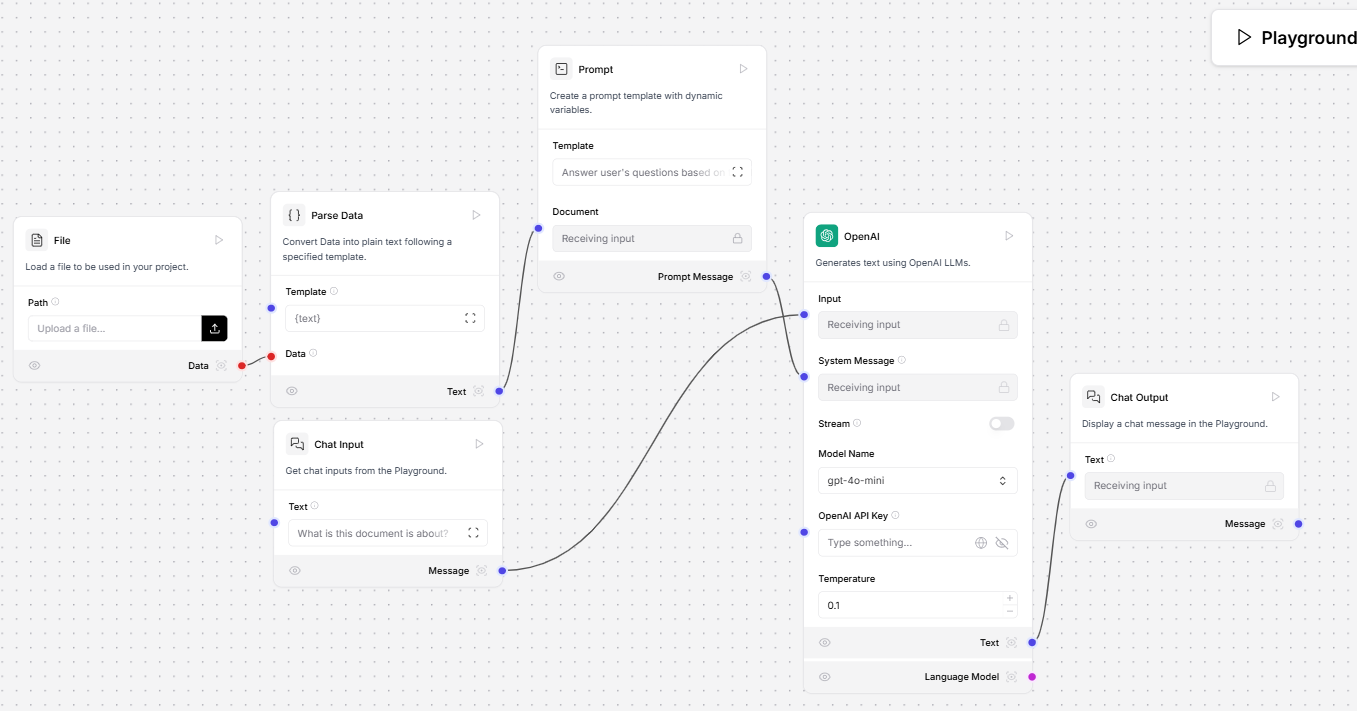 Playground
Prompt
Create a prompt template with dynamic
variables.
Template
Answer user's questions based on
Document
Receiving input
Prompt Message
File
Load a file to be used in your project.
Path
Upload a file...
Data
Parse Data
Convert Data into plain text following a
specified template.
Template
{text}
Data
Text
Chat Input
Get chat inputs from the Playground.
Text
What is this document is about?
Message
OpenAI
Generates text using OpenAI LLMs.
Input
Receiving input
System Message
Receiving input
Stream
Model Name
gpt-4o-mini
OpenAI API Key
Type something...
Temperature
0.1
Text
Language Model
Chat Output
Display a chat message in the Playground.
Text
Receiving input
Message